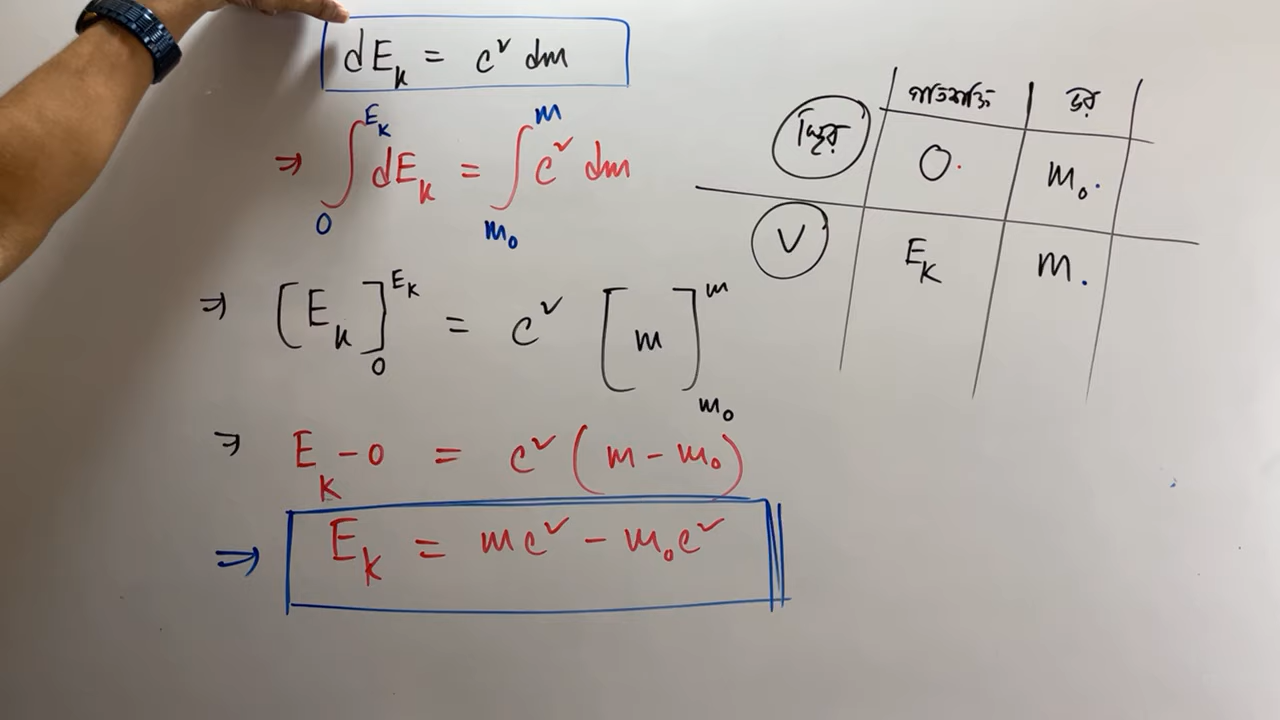 dE_k = c² dm
⇒ ∫₀^{E_k} dE_k = ∫_{m₀}^{m} c² dm
⇒ [E_k]₀^{E_k} = c² [m]_{m₀}^{m}
⇒ E_k - 0 = c² (m - m₀)
⇒ E_k = mc² - m₀c²
গতিশক্তি ভর
স্থির 0 m₀
V E_k m